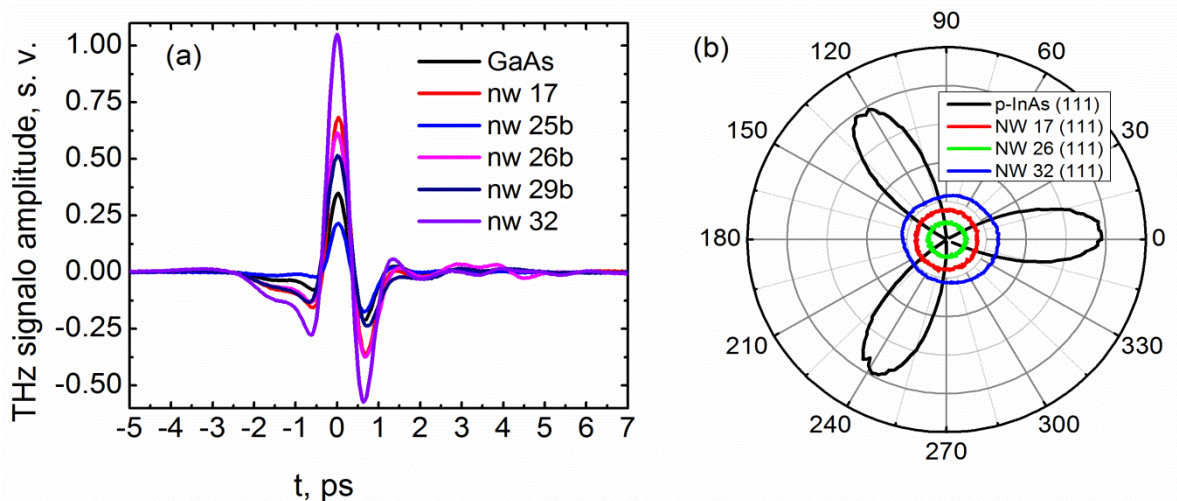 (a)
THz signalo amplitude, s. v.
1.00
0.75
0.50
0.25
0.00
-0.25
-0.50
GaAs
nw 17
nw 25b
nw 26b
nw 29b
nw 32
-5 -4 -3 -2 -1 0 1 2 3 4 5 6 7
t, ps
(b)
90
120 60
150 30
180 0
210 330
240 300
270
p-InAs (111)
NW 17 (111)
NW 26 (111)
NW 32 (111)